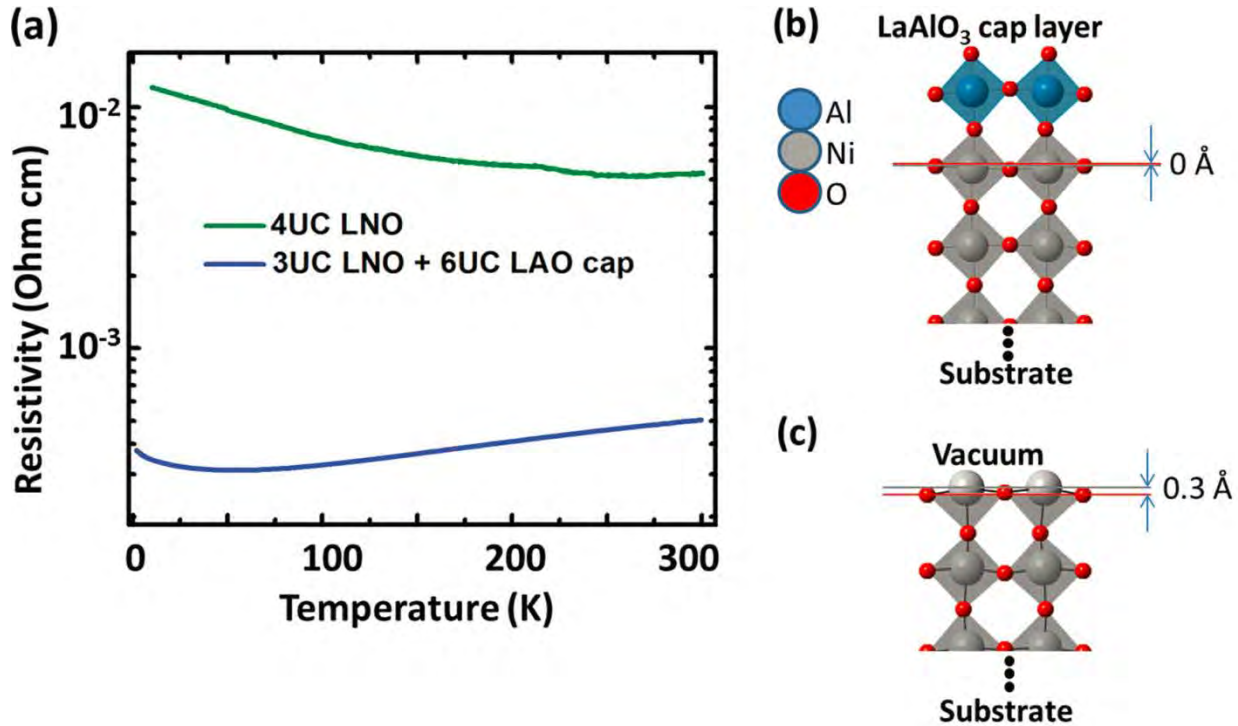 (a)
10⁻²
10⁻³
Resistivity (Ohm cm)
4UC LNO
3UC LNO + 6UC LAO cap
0
100
200
300
Temperature (K)
(b)
LaAlO₃ cap layer
Al
Ni
O
0 Å
Substrate
(c)
Vacuum
0.3 Å
Substrate